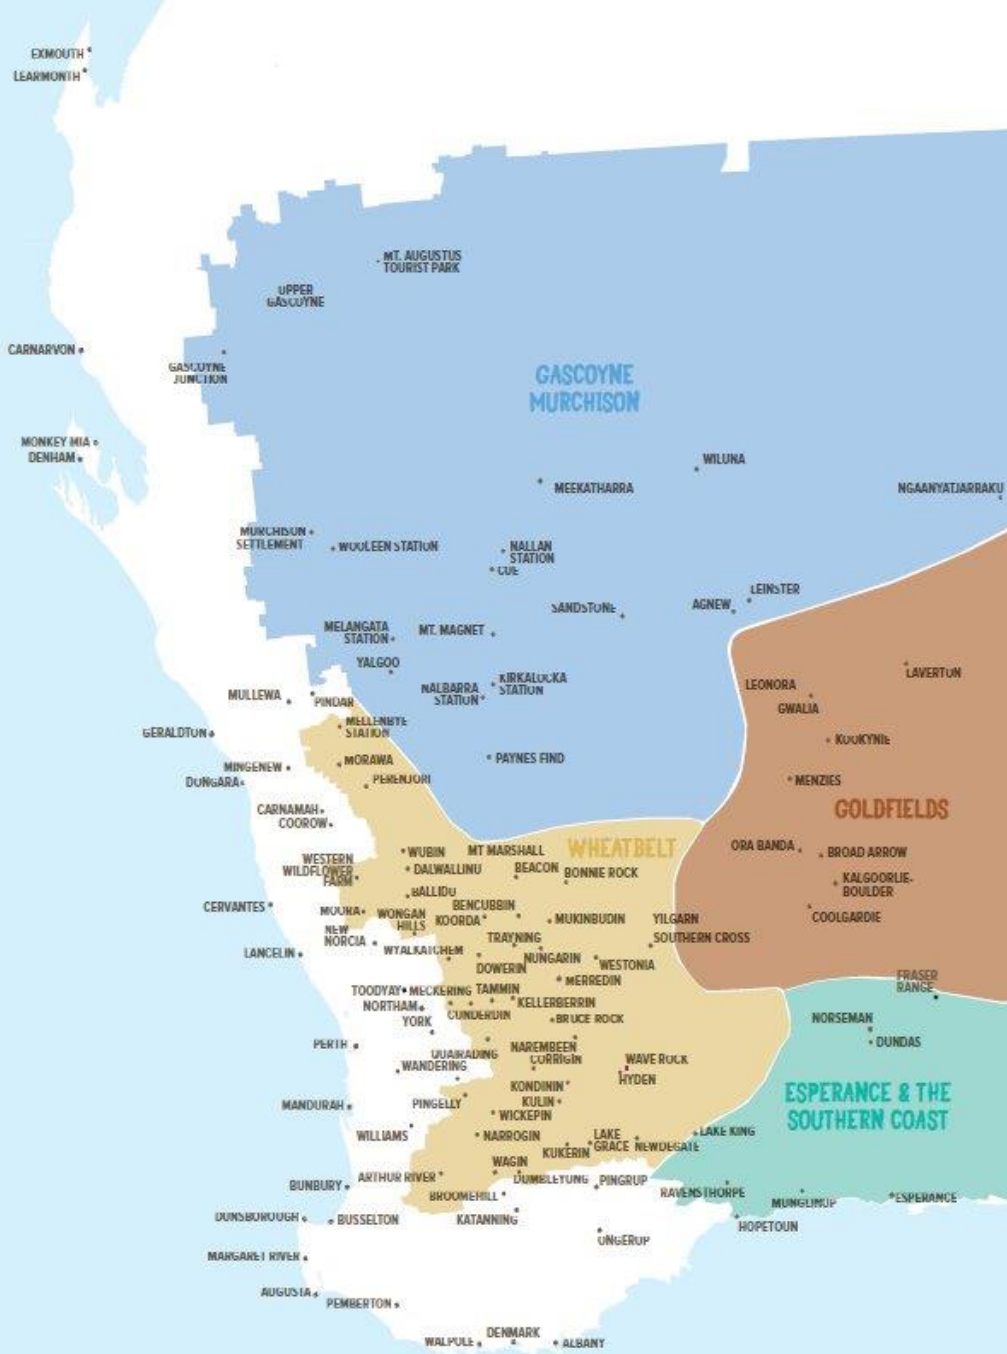 EXMOUTH
LEARMONTH
MT. AUGUSTUS
TOURIST PARK
UPPER
GASCOYNE
CARNARVON
GASCOYNE
JUNCTION
GASCOYNE
MURCHISON
MONKEY MIA
DENHAM
WILUNA
MEEKATHARRA
NGAANYATJARRAKU
MURCHISON
SETTLEMENT
WOOLEEN STATION
NALLAN
STATION
CUE
SANDSTONE
AGNEW
LEINSTER
MELANGATA
STATION
MT. MAGNET
YALGOO
KIRKALOCKA
STATION
NALBARRA
STATION
LAVERTON
LEONORA
GWALIA
MULLEWA
PINDAR
MELLENBYE
STATION
GERALDTON
KOOKYNIE
PAYNES FIND
MORAWA
MINGENEW
DONGARA
PERENJORI
MENZIES
GOLDFIELDS
CARNAMAH
COOROW
ORA BANDA
BROAD ARROW
WUBIN
MT MARSHALL
WHEATBELT
WESTERN
WILDFLOWER
FARM
DALWALLINU
BEACON
BONNIE ROCK
KALGOORLIE-
BOULDER
BALLIDU
CERVANTES
MOORA
WONGAN
HILLS
BENCUBBIN
KOORDA
MUKINBUDIN
YILGARN
COOLGARDIE
NEW
NORCIA
TRAYNING
SOUTHERN CROSS
LANCELIN
WYALKATCHEM
NUNGARIN
DOWERIN
WESTONIA
MERREDIN
FRASER
RANGE
TOODYAY
MECKERING
TAMMIN
NORTHAM
CUNDERDIN
KELLERBERRIN
YORK
BRUCE ROCK
NORSEMAN
DUNDAS
PERTH
QUAIRADING
NAREMBEEN
CORRIGIN
WAVE ROCK
WANDERING
HYDEN
KONDININ
ESPERANCE & THE
SOUTHERN COAST
MANDURAH
PINGELLY
KULIN
WICKEPIN
WILLIAMS
NARROGIN
LAKE
GRACE
NEWDEGATE
LAKE KING
KUKERIN
WAGIN
ARTHUR RIVER
DUMBLEYUNG
PINGRUP
BUNBURY
BROOMEHILL
RAVENSTHORPE
MUNGLINUP
ESPERANCE
DUNSBOROUGH
BUSSELTON
KATANNING
HOPETOUN
ONGERUP
MARGARET RIVER
AUGUSTA
PEMBERTON
DENMARK
WALPOLE
ALBANY